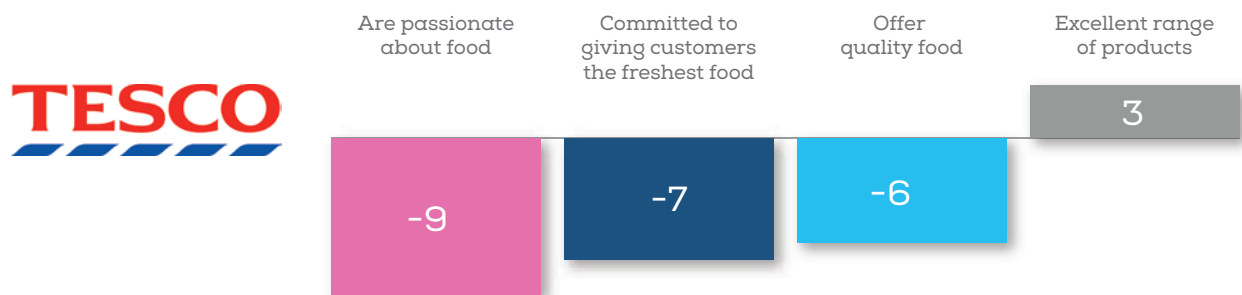 Are passionate
about food
Committed to
giving customers
the freshest food
Offer
quality food
Excellent range
of products
TESCO
-9
-7
-6
3